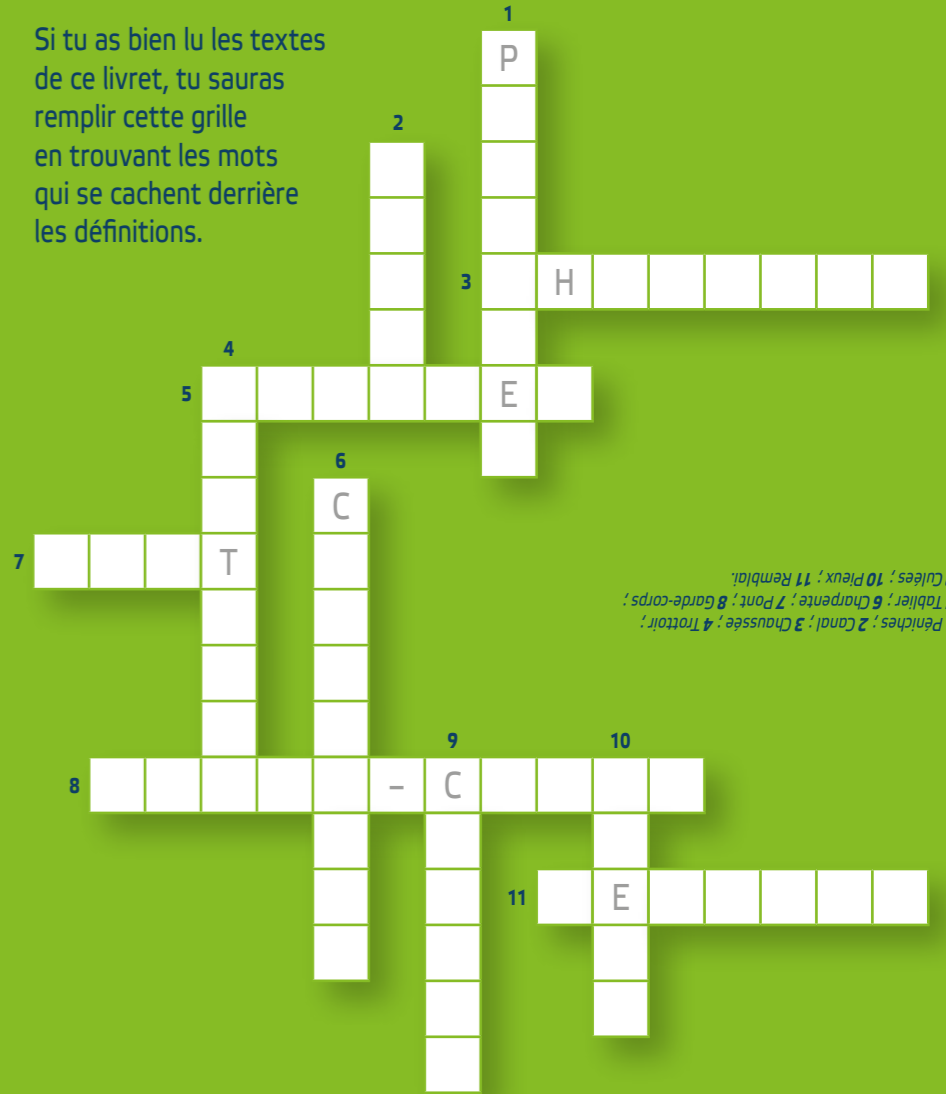 Si tu as bien lu les textes
de ce livret, tu sauras
remplir cette grille
en trouvant les mots
qui se cachent derrière
les définitions.
1
P
2
3
H
4
5
E
6
C
7
T
Péniches ; 2 Canal ; 3 Chaussée ; 4 Trottoir ;
Tablier ; 6 Charpente ; 7 Pont ; 8 Garde-corps ;
Culées ; 10 Pieux ; 11 Remblai.
9
10
8
–
C
11
E